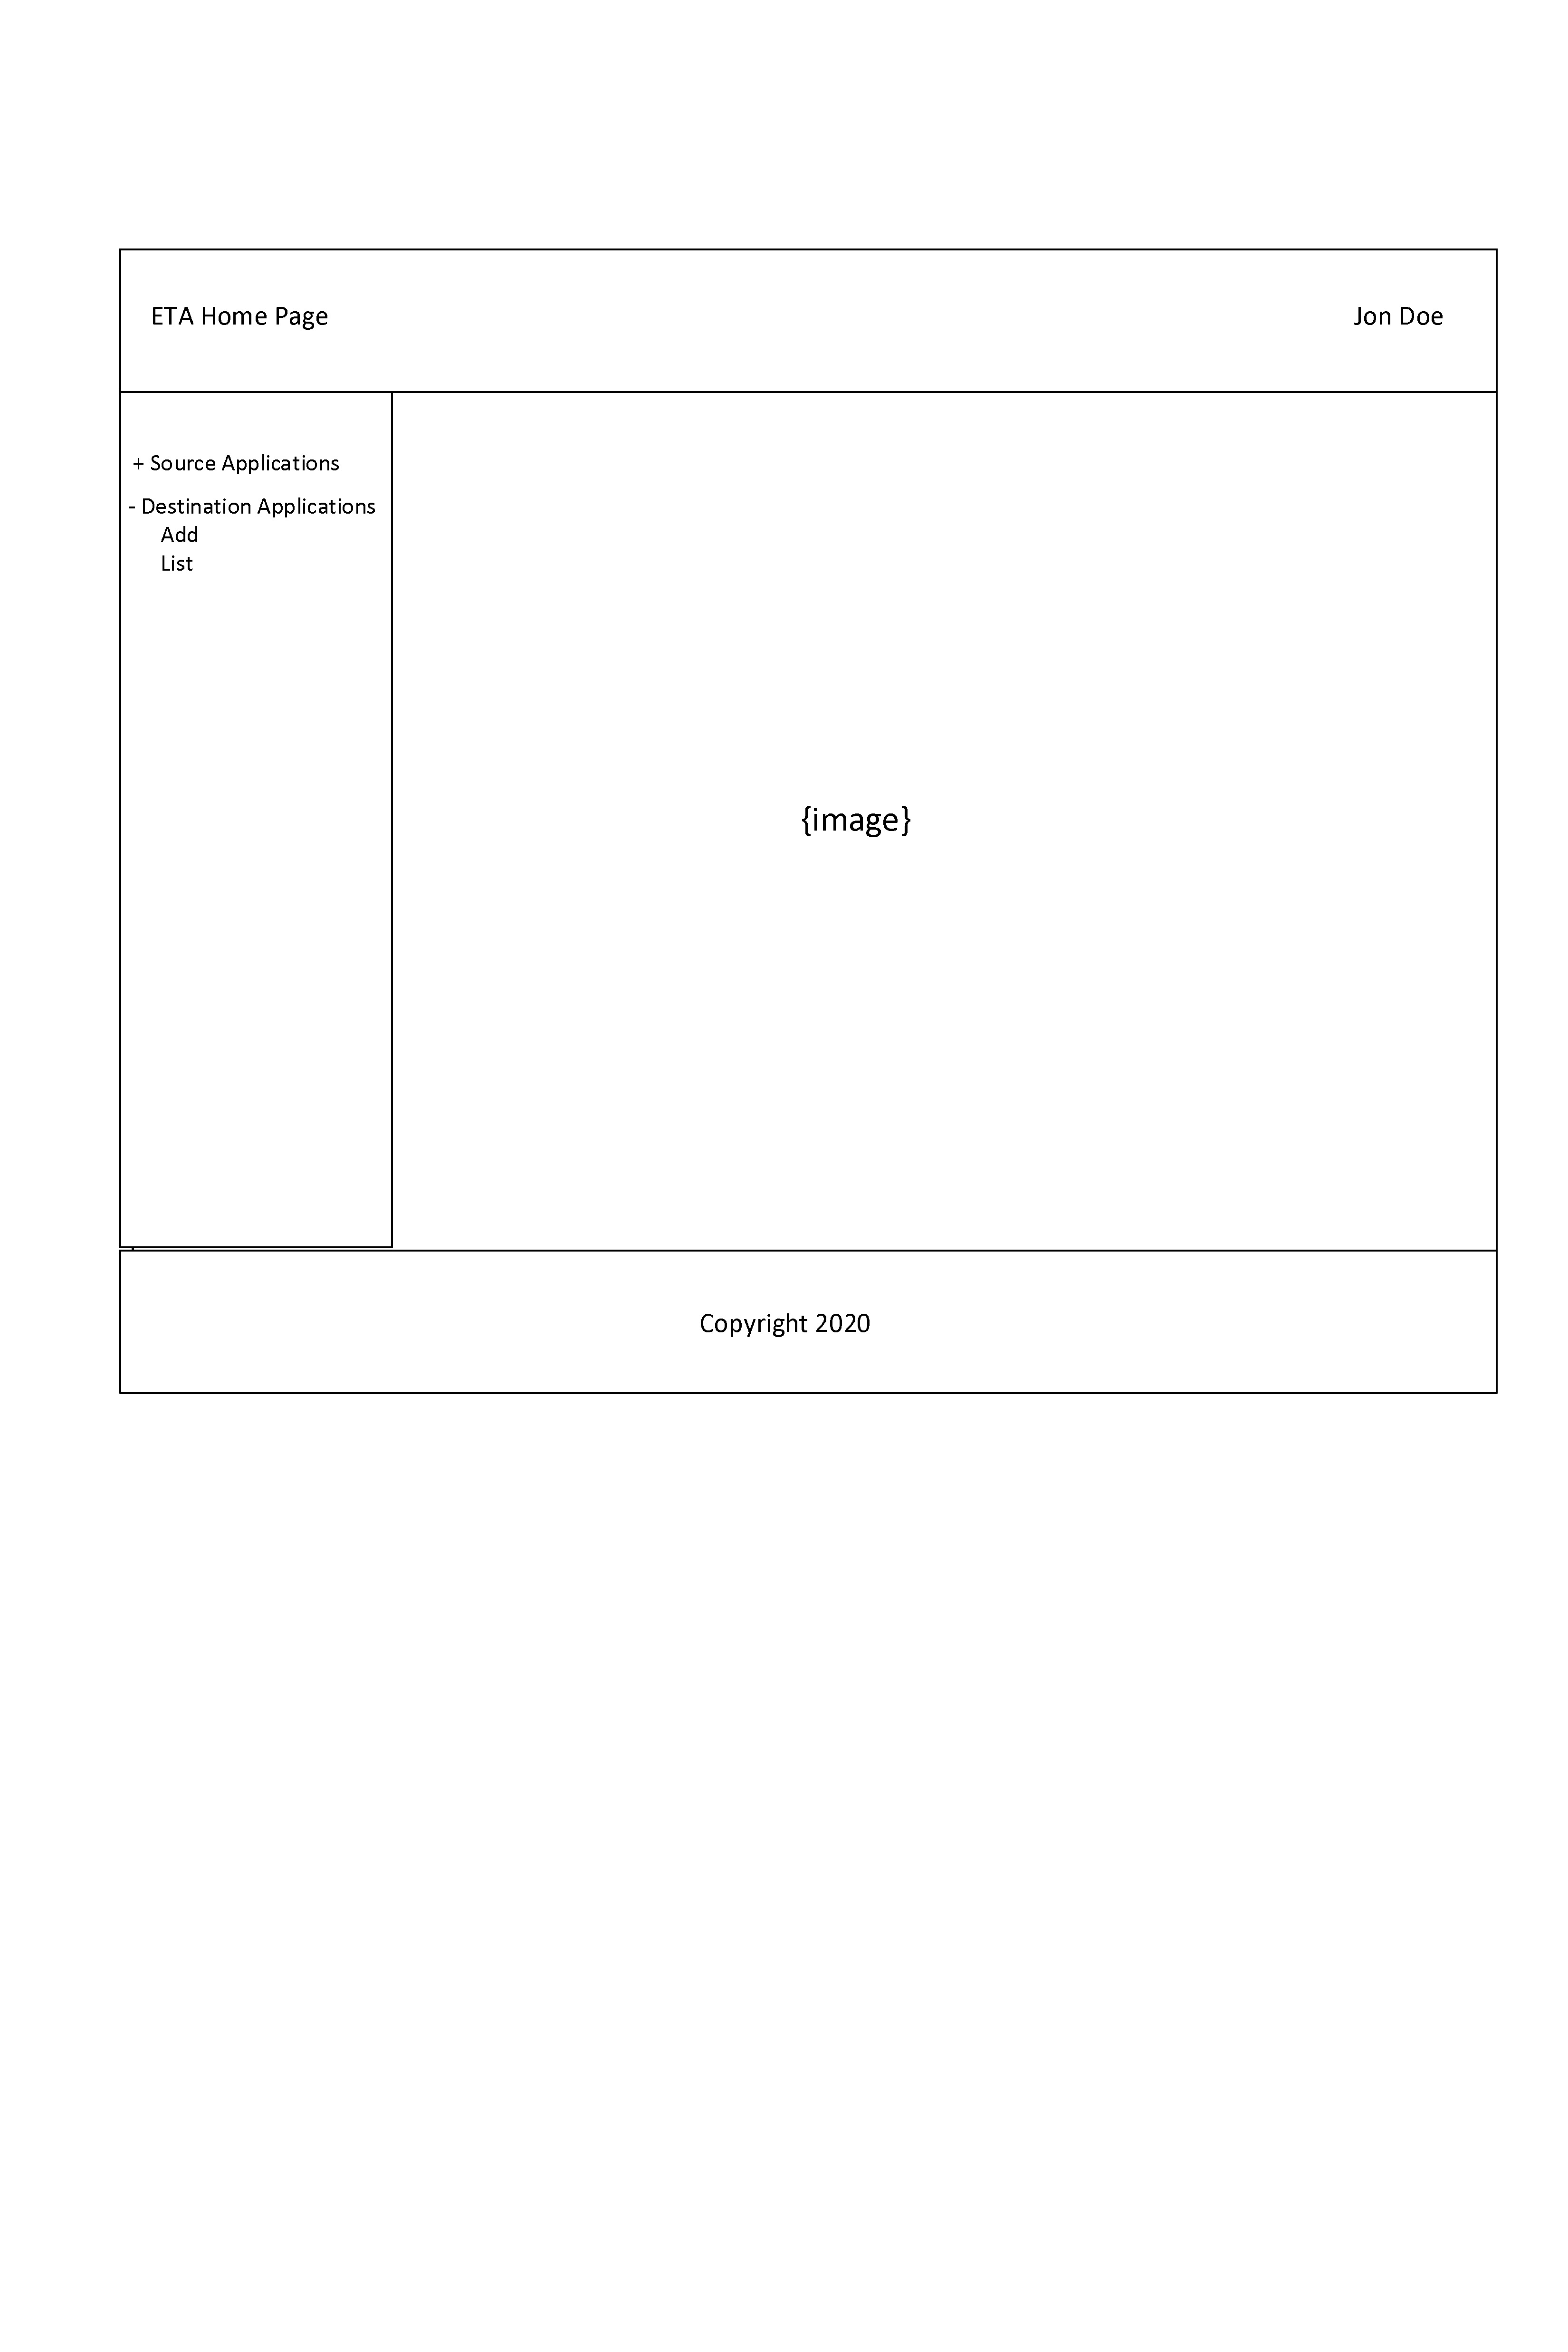 ETA Home Page
Jon Doe
+ Source Applications
- Destination Applications
Add
List
{image}
Copyright 2020